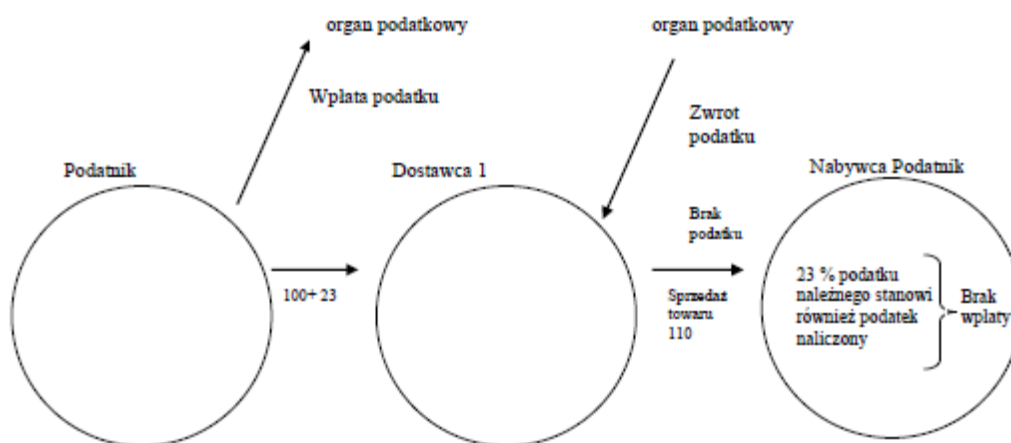 organ podatkowy
organ podatkowy
Wpłata podatku
Zwrot
podatku
Podatnik
Dostawca 1
Nabywca Podatnik
Brak
podatku
100+ 23
Sprzedaż
towaru
110
23 % podatku
należnego stanowi
również podatek
naliczony
Brak
wpłaty